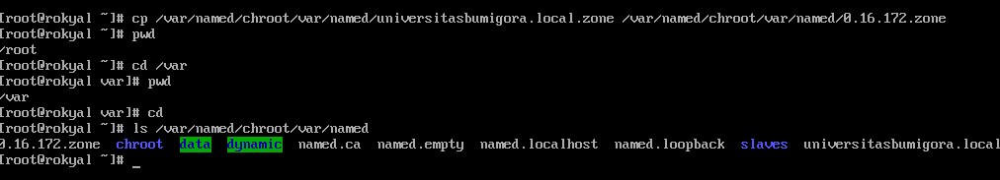 [root@rokyal ~]# cp /var/named/chroot/var/named/universitasbumigora.local.zone /var/named/chroot/var/named/0.16.172.zone
[root@rokyal ~]# pwd
/root
[root@rokyal ~]# cd /var
[root@rokyal var]# pwd
/var
[root@rokyal var]# cd
[root@rokyal ~]# ls /var/named/chroot/var/named
0.16.172.zone  chroot  data  dynamic  named.ca  named.empty  named.localhost  named.loopback  slaves  universitasbumigora.local
[root@rokyal ~]# _